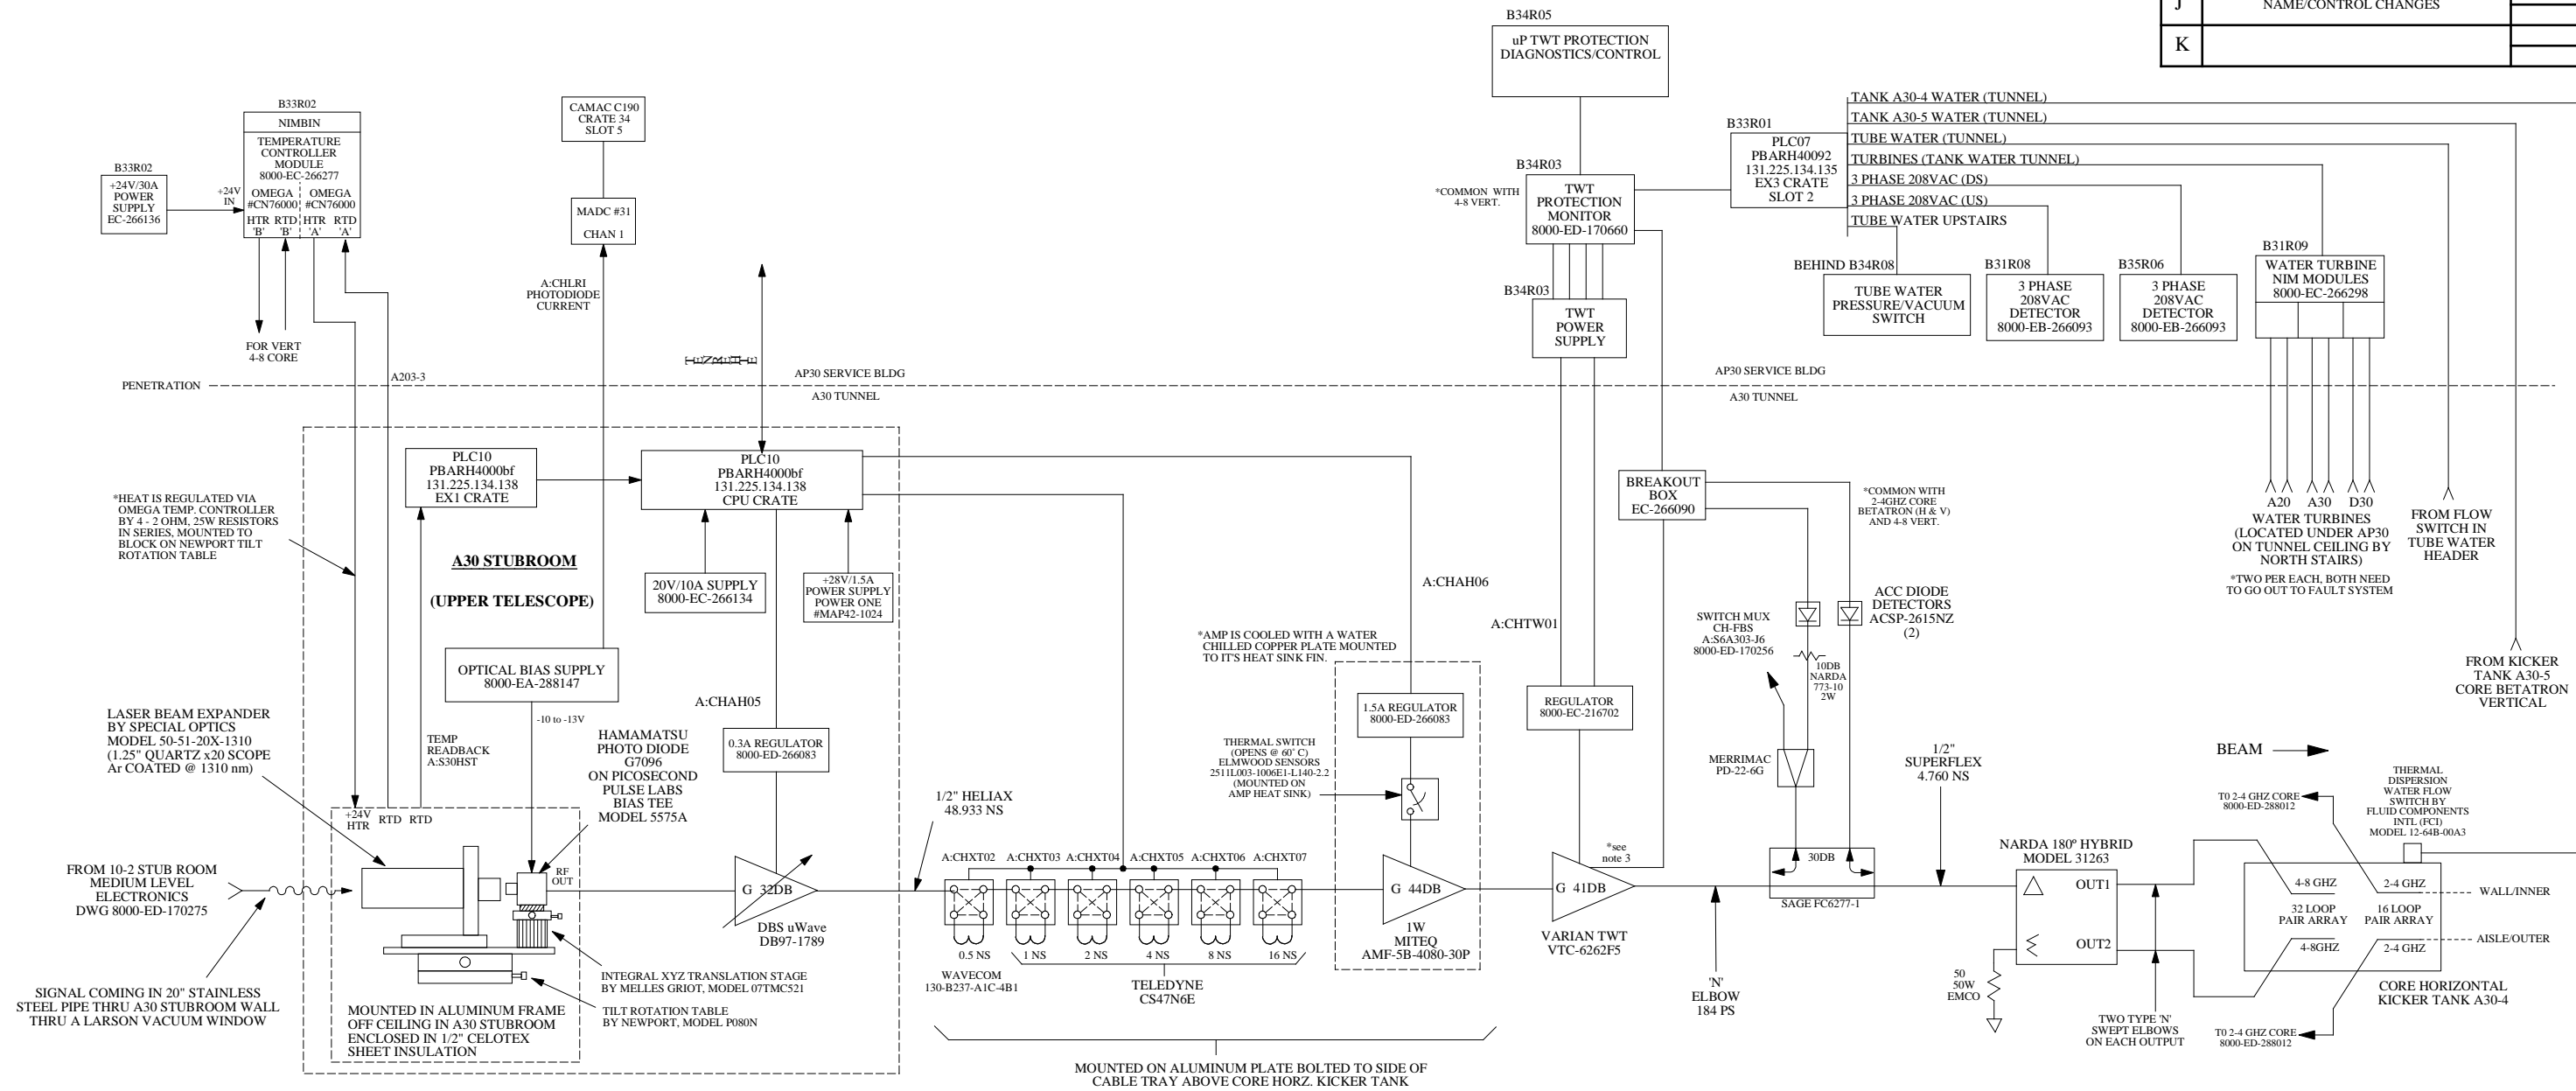 NAME/CONTROL CHANGES
K
B34R05
uP TWT PROTECTION
DIAGNOSTICS/CONTROL
B33R02
NIMBIN
TEMPERATURE
CONTROLLER
MODULE
8000-EC-266277
OMEGA
#CN76000
OMEGA
#CN76000
HTR RTD HTR RTD
'B' 'B' 'A' 'A'
B33R02
+24V/30A
POWER
SUPPLY
EC-266136
+24V
IN
FOR VERT
4-8 CORE
CAMAC C190
CRATE 34
SLOT 5
MADC #31
CHAN 1
A:CHLRI
PHOTODIODE
CURRENT
B34R03
*COMMON WITH
4-8 VERT.
TWT
PROTECTION
MONITOR
8000-ED-170660
B34R03
TWT
POWER
SUPPLY
B33R01
PLC07
PBARH40092
131.225.134.135
EX3 CRATE
SLOT 2
TANK A30-4 WATER (TUNNEL)
TANK A30-5 WATER (TUNNEL)
TUBE WATER (TUNNEL)
TURBINES (TANK WATER TUNNEL)
3 PHASE 208VAC (DS)
3 PHASE 208VAC (US)
TUBE WATER UPSTAIRS
BEHIND B34R08
TUBE WATER
PRESSURE/VACUUM
SWITCH
B31R08
3 PHASE
208VAC
DETECTOR
8000-EB-266093
B35R06
3 PHASE
208VAC
DETECTOR
8000-EB-266093
B31R09
WATER TURBINE
NIM MODULES
8000-EC-266298
PENETRATION
A203-3
AP30 SERVICE BLDG
A30 TUNNEL
AP30 SERVICE BLDG
A30 TUNNEL
*HEAT IS REGULATED VIA
OMEGA TEMP. CONTROLLER
BY 4 - 2 OHM, 25W RESISTORS
IN SERIES, MOUNTED TO
BLOCK ON NEWPORT TILT
ROTATION TABLE
PLC10
PBARH4000bf
131.225.134.138
EX1 CRATE
PLC10
PBARH4000bf
131.225.134.138
CPU CRATE
A30 STUBROOM
(UPPER TELESCOPE)
20V/10A SUPPLY
8000-EC-266134
+28V/1.5A
POWER SUPPLY
POWER ONE
#MAP42-1024
OPTICAL BIAS SUPPLY
8000-EA-288147
-10 to -13V
A:CHAH05
0.3A REGULATOR
8000-ED-266083
LASER BEAM EXPANDER
BY SPECIAL OPTICS
MODEL 50-51-20X-1310
(1.25" QUARTZ x20 SCOPE
Ar COATED @ 1310 nm)
TEMP
READBACK
A:S30HST
HAMAMATSU
PHOTO DIODE
G7096
ON PICOSECOND
PULSE LABS
BIAS TEE
MODEL 5575A
+24V
HTR
RTD RTD
RF
OUT
FROM 10-2 STUB ROOM
MEDIUM LEVEL
ELECTRONICS
DWG 8000-ED-170275
SIGNAL COMING IN 20" STAINLESS
STEEL PIPE THRU A30 STUBROOM WALL
THRU A LARSON VACUUM WINDOW
MOUNTED IN ALUMINUM FRAME
OFF CEILING IN A30 STUBROOM
ENCLOSED IN 1/2" CELOTEX
SHEET INSULATION
INTEGRAL XYZ TRANSLATION STAGE
BY MELLES GRIOT, MODEL 07TMC521
TILT ROTATION TABLE
BY NEWPORT, MODEL P080N
G 32DB
DBS uWave
DB97-1789
1/2" HELIAX
48.933 NS
A:CHXT02 A:CHXT03 A:CHXT04 A:CHXT05 A:CHXT06 A:CHXT07
0.5 NS 1 NS 2 NS 4 NS 8 NS 16 NS
WAVECOM
130-B237-A1C-4B1
TELEDYNE
CS47N6E
MOUNTED ON ALUMINUM PLATE BOLTED TO SIDE OF
CABLE TRAY ABOVE CORE HORZ. KICKER TANK
*AMP IS COOLED WITH A WATER
CHILLED COPPER PLATE MOUNTED
TO IT'S HEAT SINK FIN.
A:CHAH06
1.5A REGULATOR
8000-ED-266083
THERMAL SWITCH
(OPENS @ 60˚ C)
ELMWOOD SENSORS
2511L003-1006E1-L140-2.2
(MOUNTED ON
AMP HEAT SINK)
G 44DB
1W
MITEQ
AMF-5B-4080-30P
A:CHTW01
REGULATOR
8000-EC-216702
G 41DB
VARIAN TWT
VTC-6262F5
*see
note 3
BREAKOUT
BOX
EC-266090
*COMMON WITH
2-4GHZ CORE
BETATRON (H & V)
AND 4-8 VERT.
SWITCH MUX
CH-FBS
A:S6A303-J6
8000-ED-170256
ACC DIODE
DETECTORS
ACSP-2615NZ
(2)
10DB
NARDA
773-10
2W
MERRIMAC
PD-22-6G
30DB
SAGE FC6277-1
'N'
ELBOW
184 PS
1/2"
SUPERFLEX
4.760 NS
A20 A30 D30
WATER TURBINES
(LOCATED UNDER AP30
ON TUNNEL CEILING BY
NORTH STAIRS)
*TWO PER EACH, BOTH NEED
TO GO OUT TO FAULT SYSTEM
FROM FLOW
SWITCH IN
TUBE WATER
HEADER
FROM KICKER
TANK A30-5
CORE BETATRON
VERTICAL
BEAM
NARDA 180º HYBRID
MODEL 31263
OUT1
OUT2
50
50W
EMCO
TWO TYPE 'N'
SWEPT ELBOWS
ON EACH OUTPUT
T0 2-4 GHZ CORE
8000-ED-288012
THERMAL
DISPERSION
WATER FLOW
SWITCH BY
FLUID COMPONENTS
INTL (FCI)
MODEL 12-64B-00A3
4-8 GHZ 2-4 GHZ
32 LOOP
PAIR ARRAY
16 LOOP
PAIR ARRAY
4-8GHZ 2-4 GHZ
WALL/INNER
AISLE/OUTER
CORE HORIZONTAL
KICKER TANK A30-4
T0 2-4 GHZ CORE
8000-ED-288012